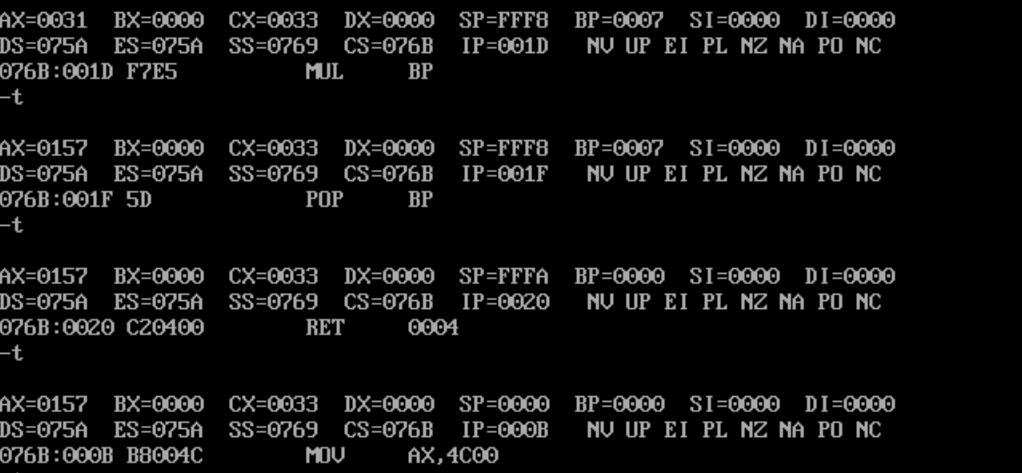 AX=0031  BX=0000  CX=0033  DX=0000  SP=FFF8  BP=0007  SI=0000  DI=0000
DS=075A  ES=075A  SS=0769  CS=076B  IP=001D   NV UP EI PL NZ NA PO NC
076B:001D F7E5          MUL     BP
-t
AX=0157  BX=0000  CX=0033  DX=0000  SP=FFF8  BP=0007  SI=0000  DI=0000
DS=075A  ES=075A  SS=0769  CS=076B  IP=001F   NV UP EI PL NZ NA PO NC
076B:001F 5D            POP     BP
-t
AX=0157  BX=0000  CX=0033  DX=0000  SP=FFFA  BP=0000  SI=0000  DI=0000
DS=075A  ES=075A  SS=0769  CS=076B  IP=0020   NV UP EI PL NZ NA PO NC
076B:0020 C20400        RET     0004
-t
AX=0157  BX=0000  CX=0033  DX=0000  SP=0000  BP=0000  SI=0000  DI=0000
DS=075A  ES=075A  SS=0769  CS=076B  IP=000B   NV UP EI PL NZ NA PO NC
076B:000B B8004C        MOV     AX,4C00